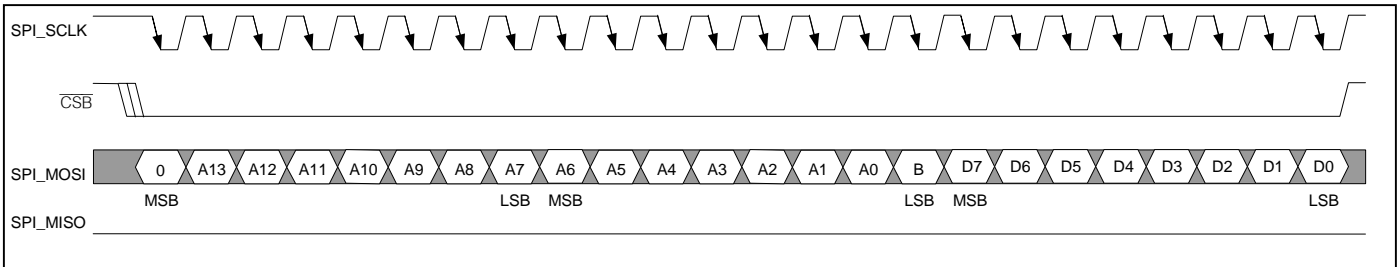 SPI_SCLK
CSB
SPI_MOSI
0 A13 A12 A11 A10 A9 A8 A7 A6 A5 A4 A3 A2 A1 A0 B D7 D6 D5 D4 D3 D2 D1 D0
MSB LSB MSB LSB MSB LSB
SPI_MISO